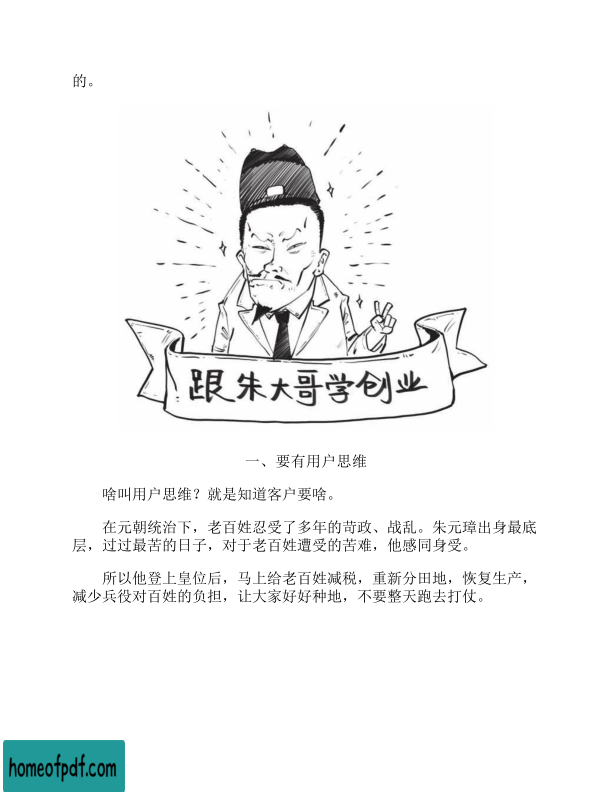 的。
跟朱大哥学创业
一、要有用户思维
啥叫用户思维？就是知道客户要啥。
在元朝统治下，老百姓忍受了多年的苛政、战乱。朱元璋出身最底
层，过过最苦的日子，对于老百姓遭受的苦难，他感同身受。
所以他登上皇位后，马上给老百姓减税，重新分田地，恢复生产，
减少兵役对百姓的负担，让大家好好种地，不要整天跑去打仗。
homeofpdf.com